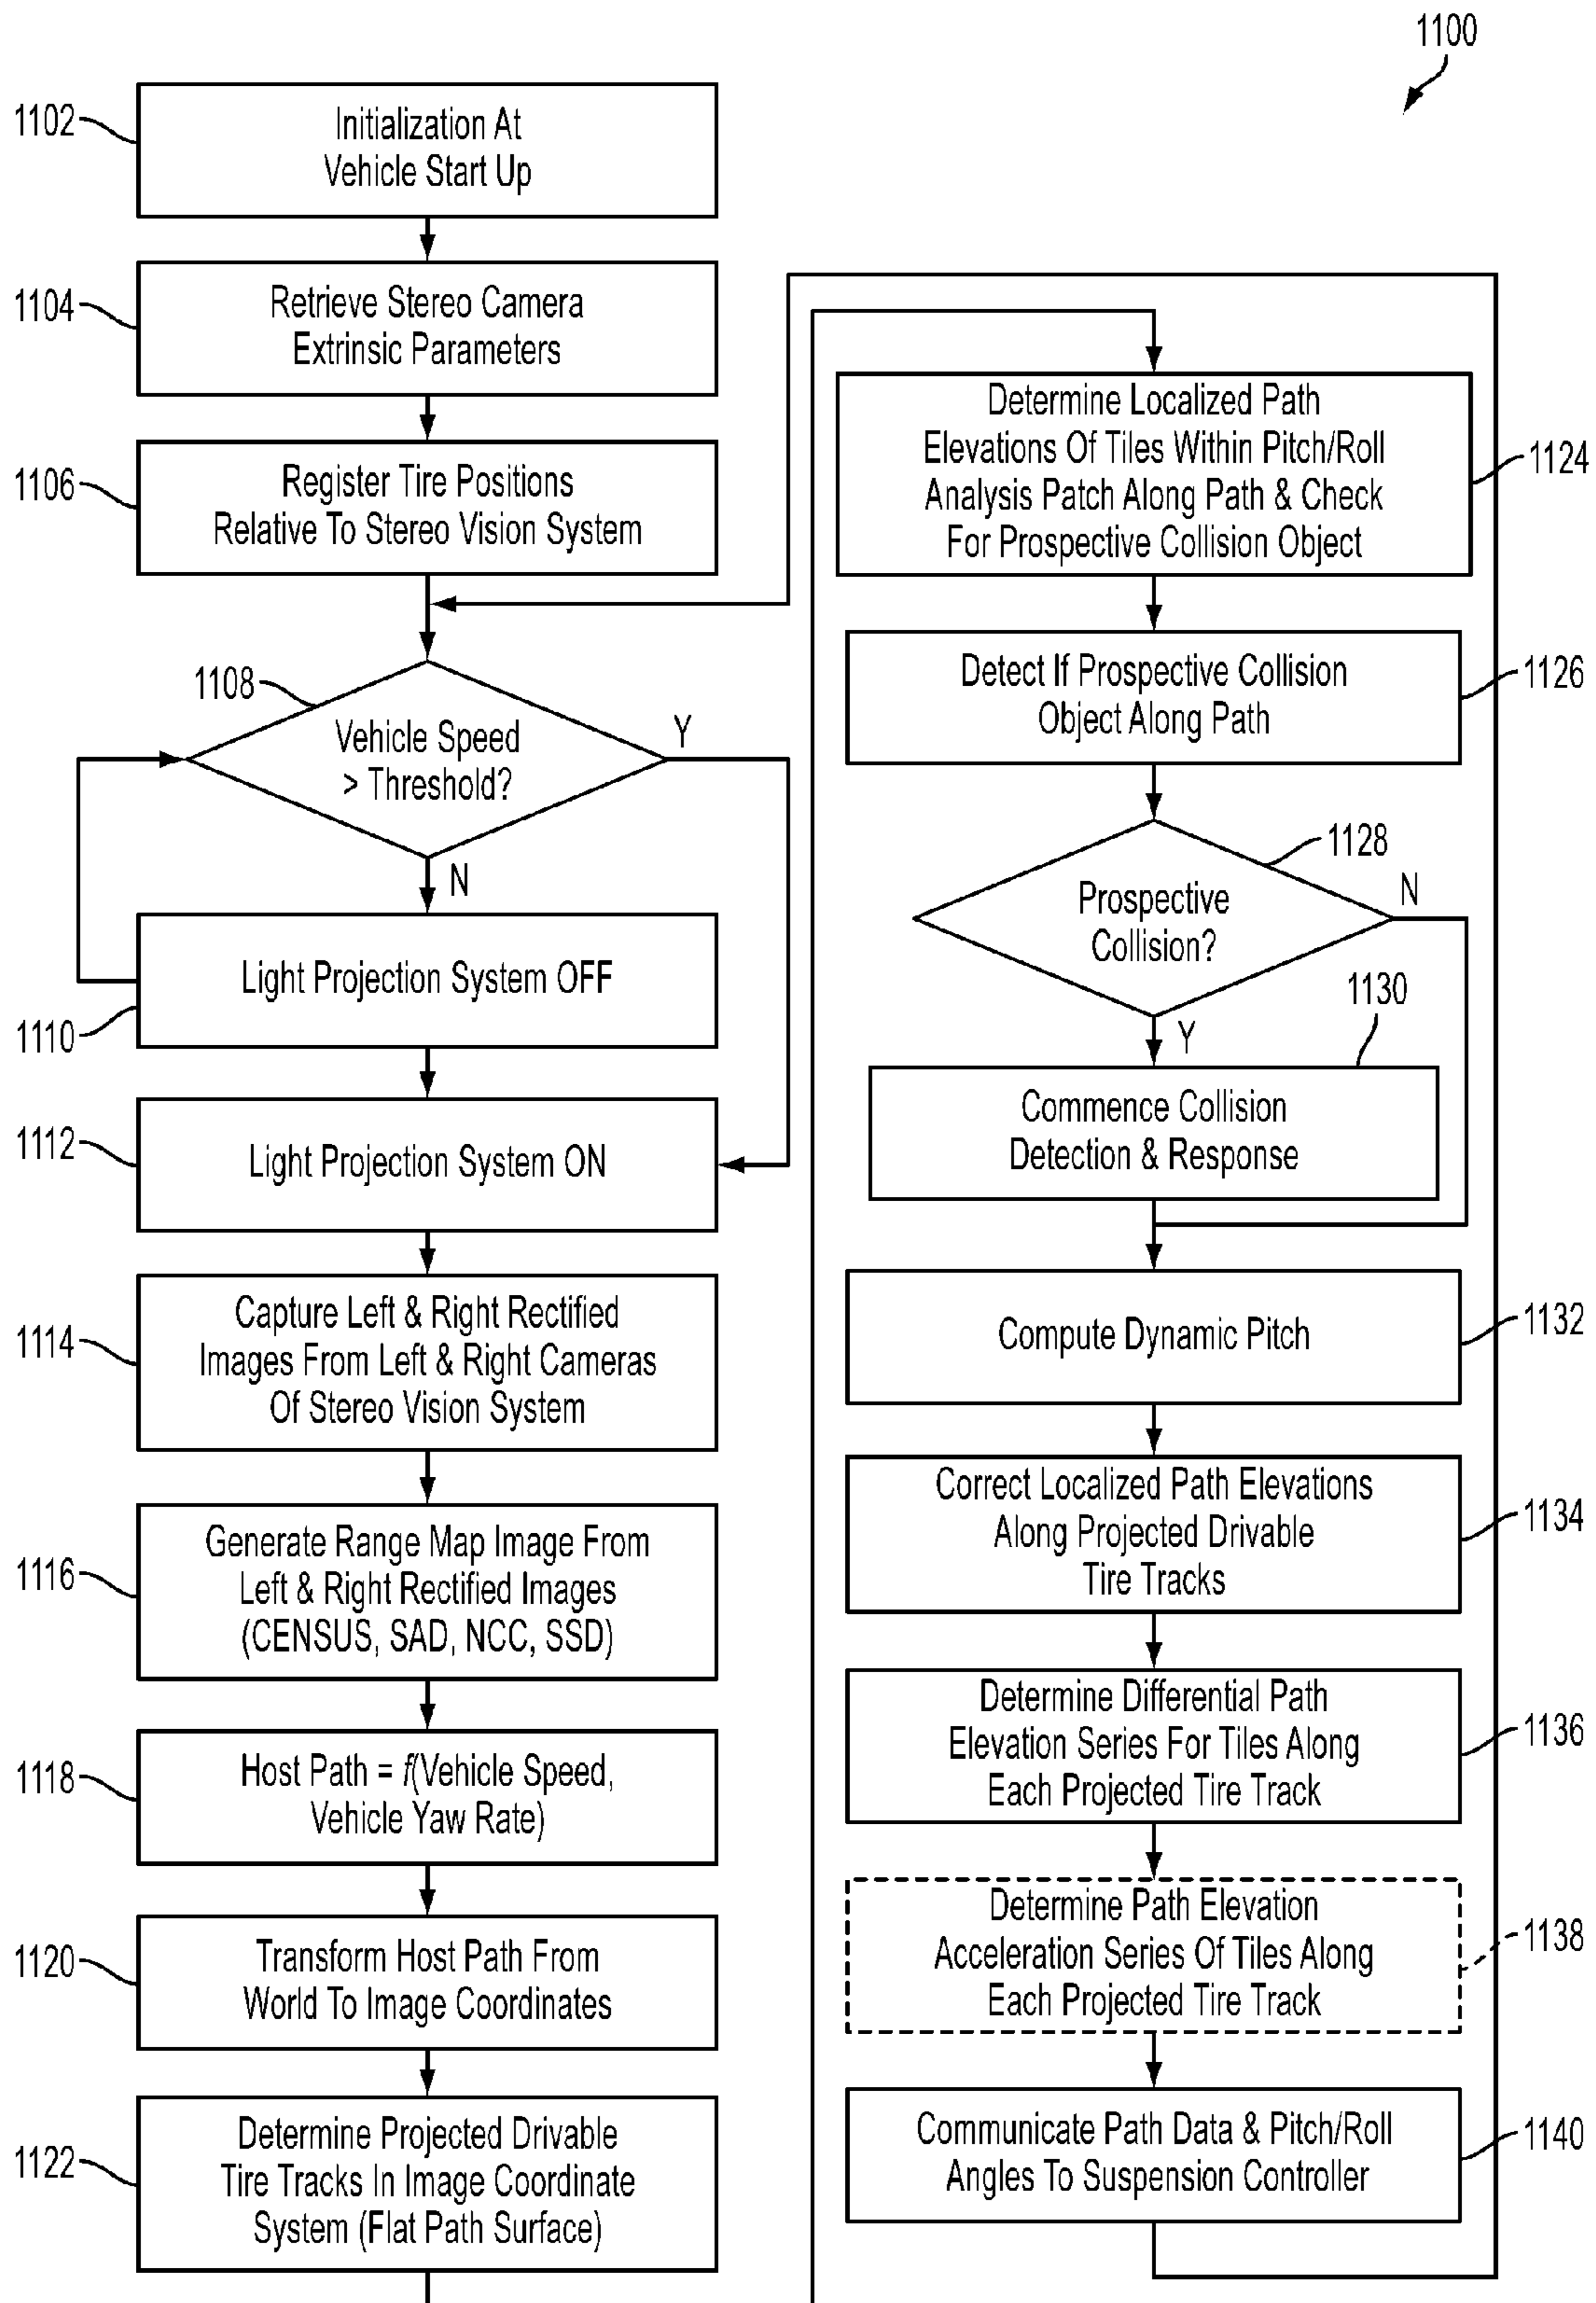 1100
1102
Initialization At
Vehicle Start Up
1104
Retrieve Stereo Camera
Extrinsic Parameters
1106
Register Tire Positions
Relative To Stereo Vision System
1108
Vehicle Speed
> Threshold?
Y
N
Light Projection System OFF
1110
1112
Light Projection System ON
1114
Capture Left & Right Rectified
Images From Left & Right Cameras
Of Stereo Vision System
1116
Generate Range Map Image From
Left & Right Rectified Images
(CENSUS, SAD, NCC, SSD)
1118
Host Path = f(Vehicle Speed,
Vehicle Yaw Rate)
1120
Transform Host Path From
World To Image Coordinates
1122
Determine Projected Drivable
Tire Tracks In Image Coordinate
System (Flat Path Surface)
Determine Localized Path
Elevations Of Tiles Within Pitch/Roll
Analysis Patch Along Path & Check
For Prospective Collision Object
1124
Detect If Prospective Collision
Object Along Path
1126
1128
Prospective
Collision?
N
Y
1130
Commence Collision
Detection & Response
Compute Dynamic Pitch
1132
Correct Localized Path Elevations
Along Projected Drivable
Tire Tracks
1134
Determine Differential Path
Elevation Series For Tiles Along
Each Projected Tire Track
1136
Determine Path Elevation
Acceleration Series Of Tiles Along
Each Projected Tire Track
1138
Communicate Path Data & Pitch/Roll
Angles To Suspension Controller
1140